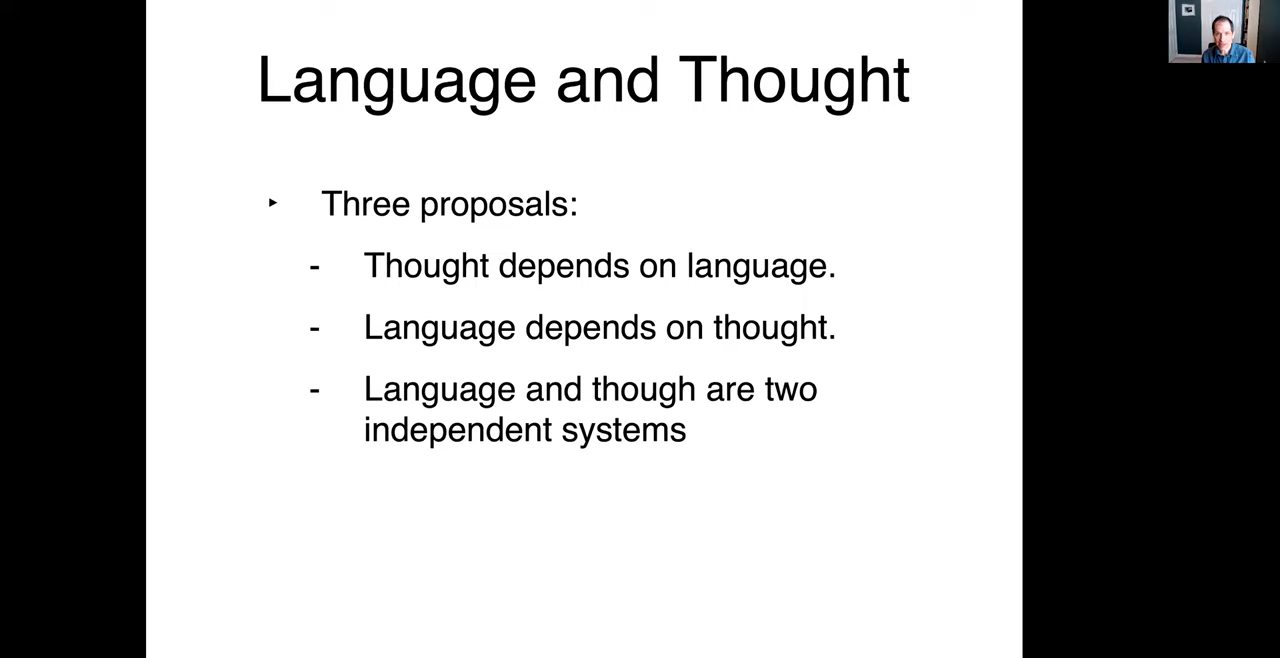 Language and Thought
‣ Three proposals:
- Thought depends on language.
- Language depends on thought.
- Language and though are two
independent systems